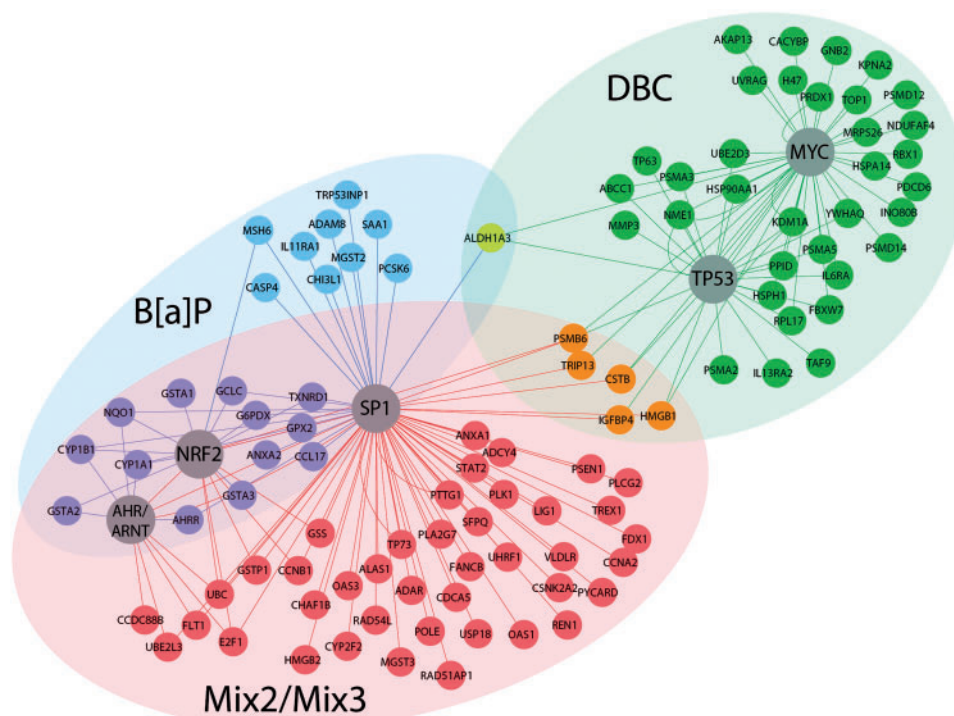 AKAP13
CACYBP
GNB2
KPNA2
UVRAG
H47
PRDX1
TOP1
PSMD12
DBC
NDUFAF4
MRPS26
MYC
RBX1
HSPA14
UBE2D3
TP63
PSMA3
ABCC1
HSP90AA1
PDCD6
NME1
KDM1A
YWHAQ
INO80B
MMP3
PSMA5
PSMD14
TP53
PPID
IL6RA
HSPH1
FBXW7
RPL17
PSMA2
IL13RA2
TAF9
TRP53INP1
MSH6
ADAM8
SAA1
ALDH1A3
IL11RA1
MGST2
PCSK6
CHI3L1
CASP4
B[a]P
PSMB6
TRIP13
CSTB
IGFBP4
HMGB1
GSTA1
GCLC
TXNRD1
NQO1
G6PDX
SP1
GPX2
CYP1B1
CYP1A1
NRF2
ANXA2
CCL17
GSTA2
GSTA3
AHR/
ARNT
AHRR
ANXA1
ADCY4
STAT2
PSEN1
PLCG2
PTTG1
PLK1
LIG1
TREX1
GSS
SFPQ
FDX1
TP73
PLA2G7
UHRF1
VLDLR
CCNA2
GSTP1
CCNB1
ALAS1
FANCB
UBC
OAS3
ADAR
CDCA5
CSNK2A2
PYCARD
CHAF1B
RAD54L
CCDC88B
FLT1
POLE
USP18
OAS1
REN1
UBE2L3
E2F1
CYP2F2
HMGB2
MGST3
RAD51AP1
Mix2/Mix3